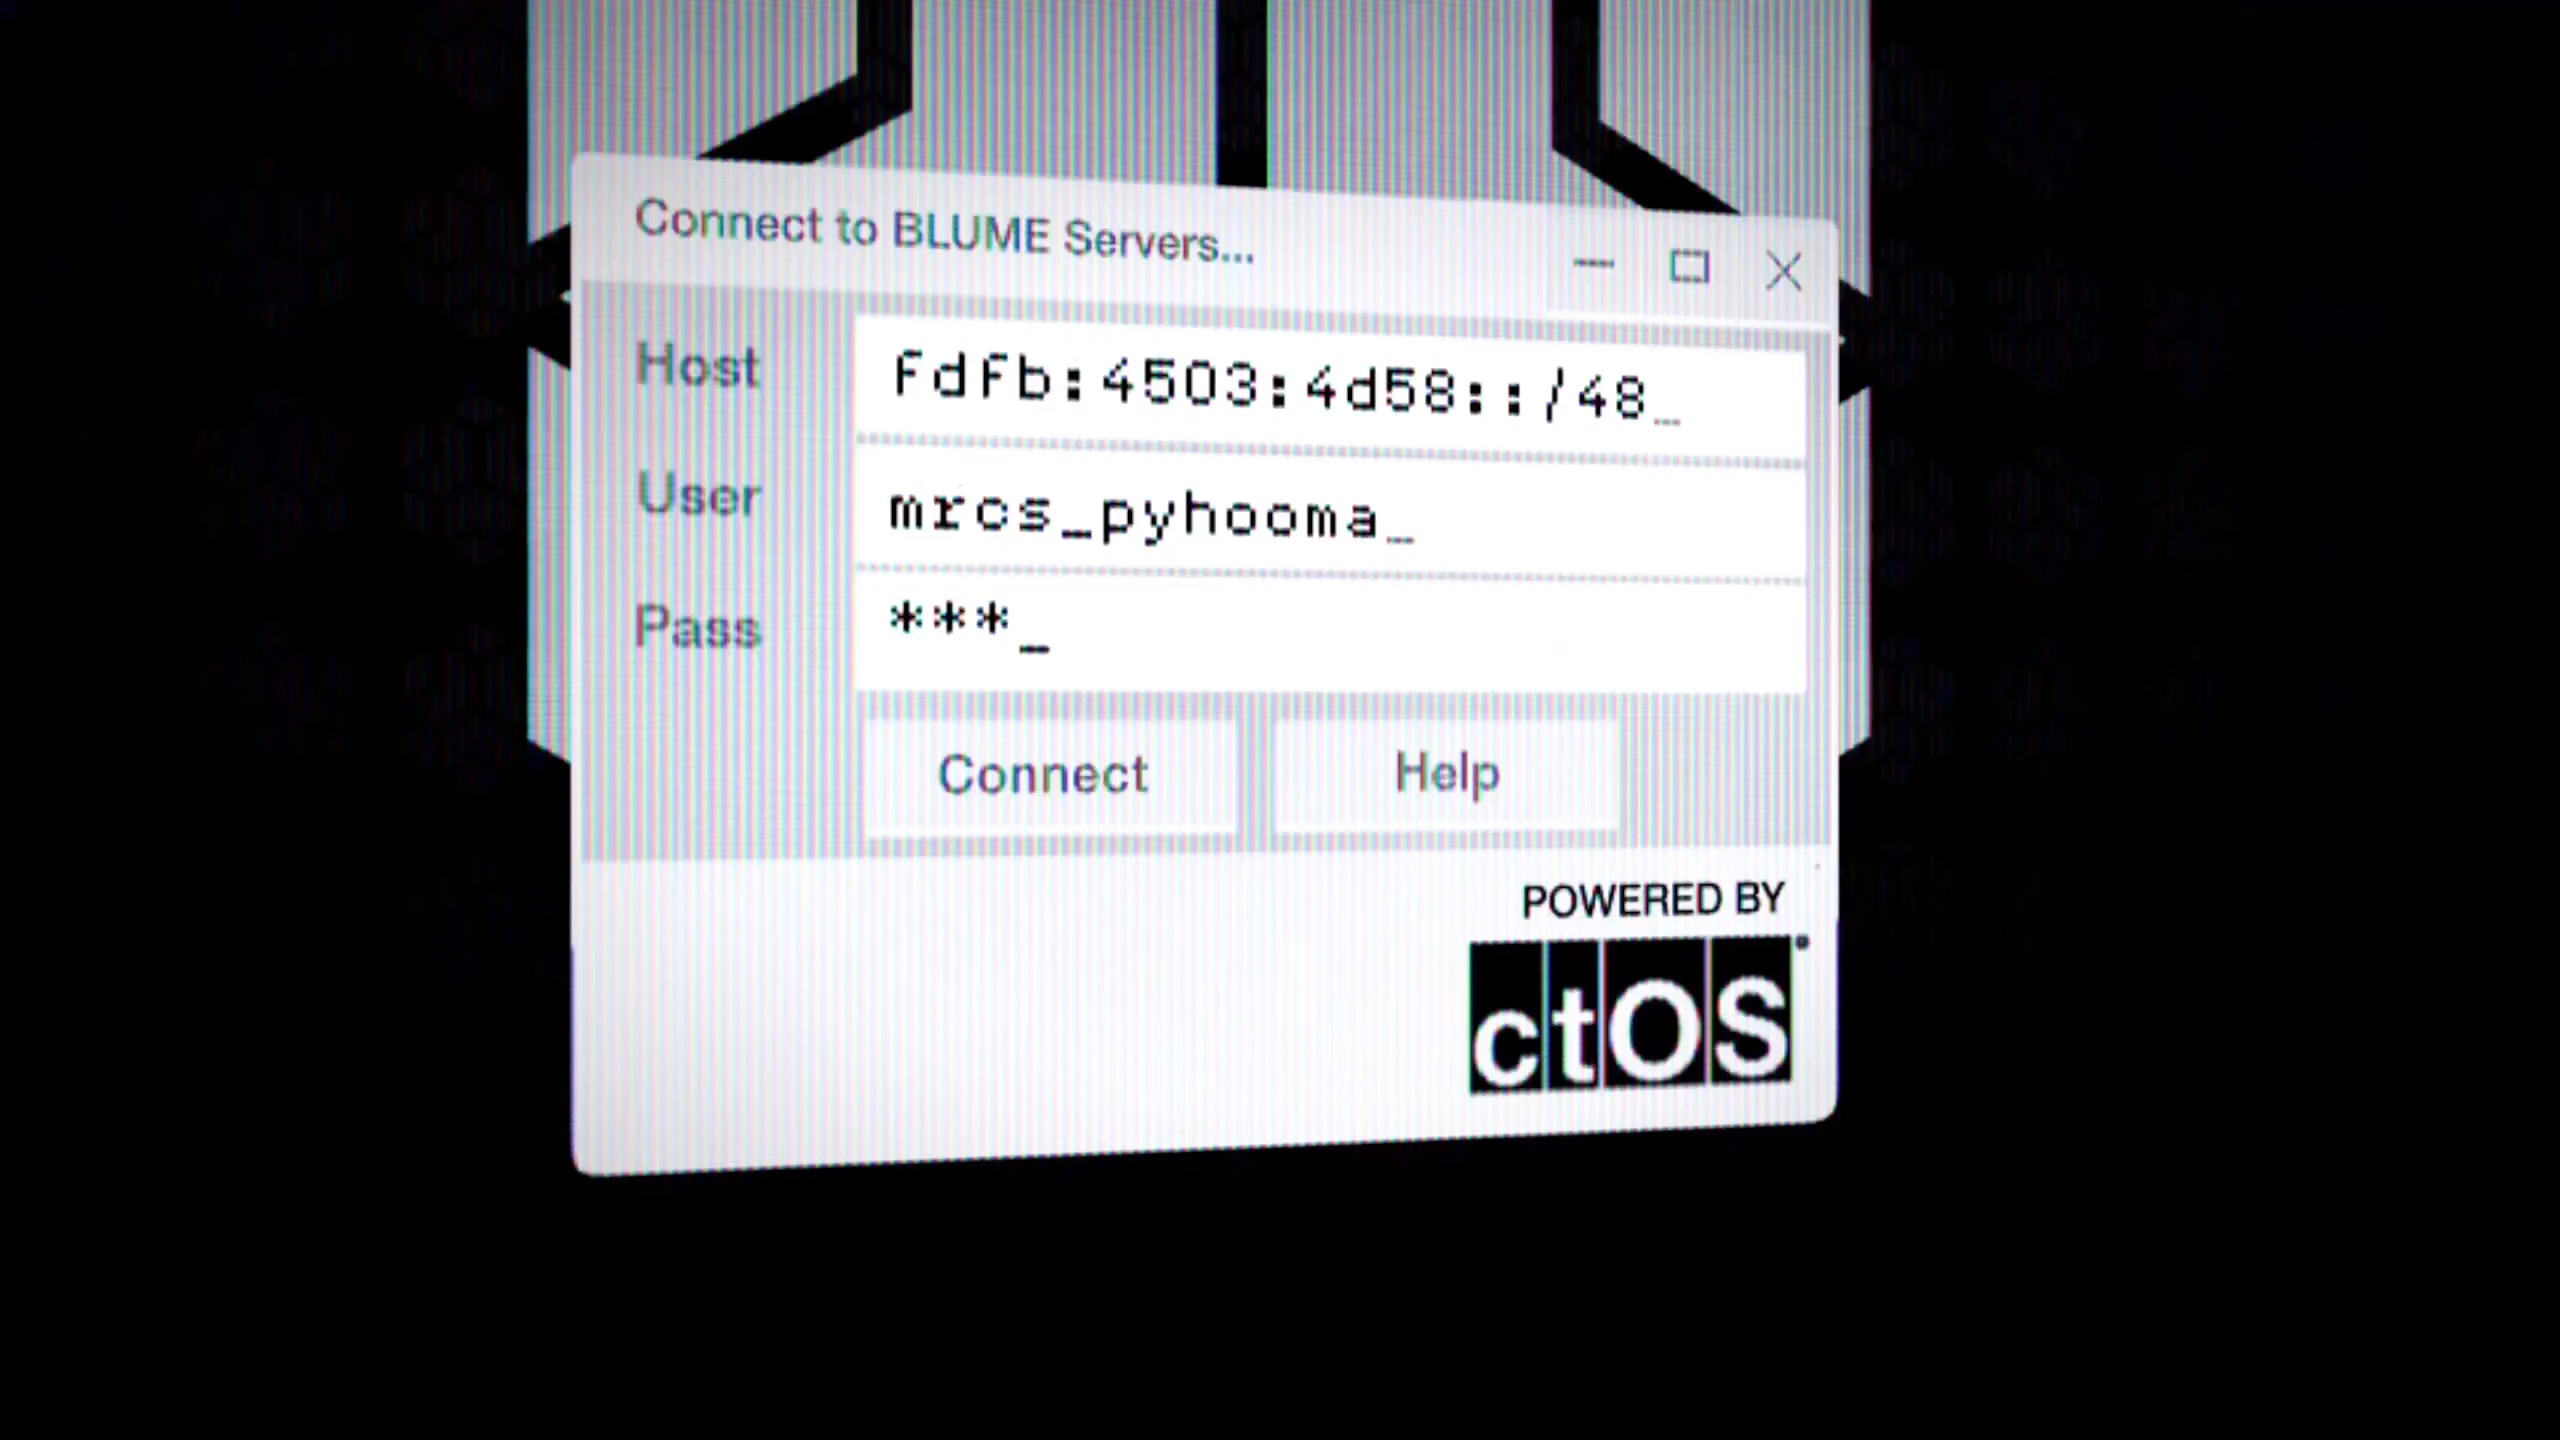 Connect to BLUME Servers...
Host fdfb:4503:4d58::/48_
User mrcs_pyhooma_
Pass ***_
Connect Help
POWERED BY
ctOS